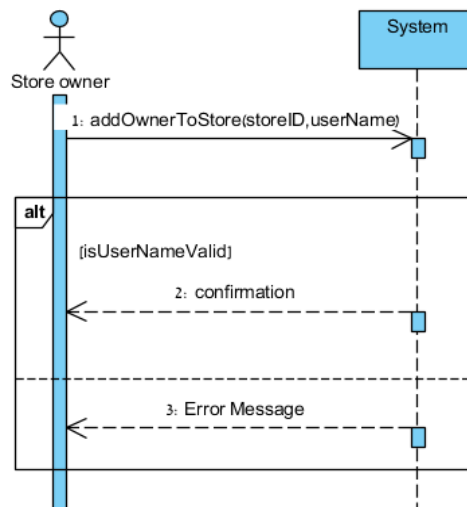 System
Store owner
1: addOwnerToStore(storeID,userName)
alt
[isUserNameValid]
2: confirmation
3: Error Message